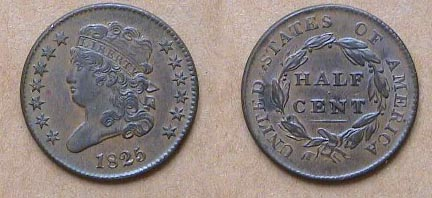 LIBERTY
1825
UNITED STATES OF AMERICA
HALF
CENT